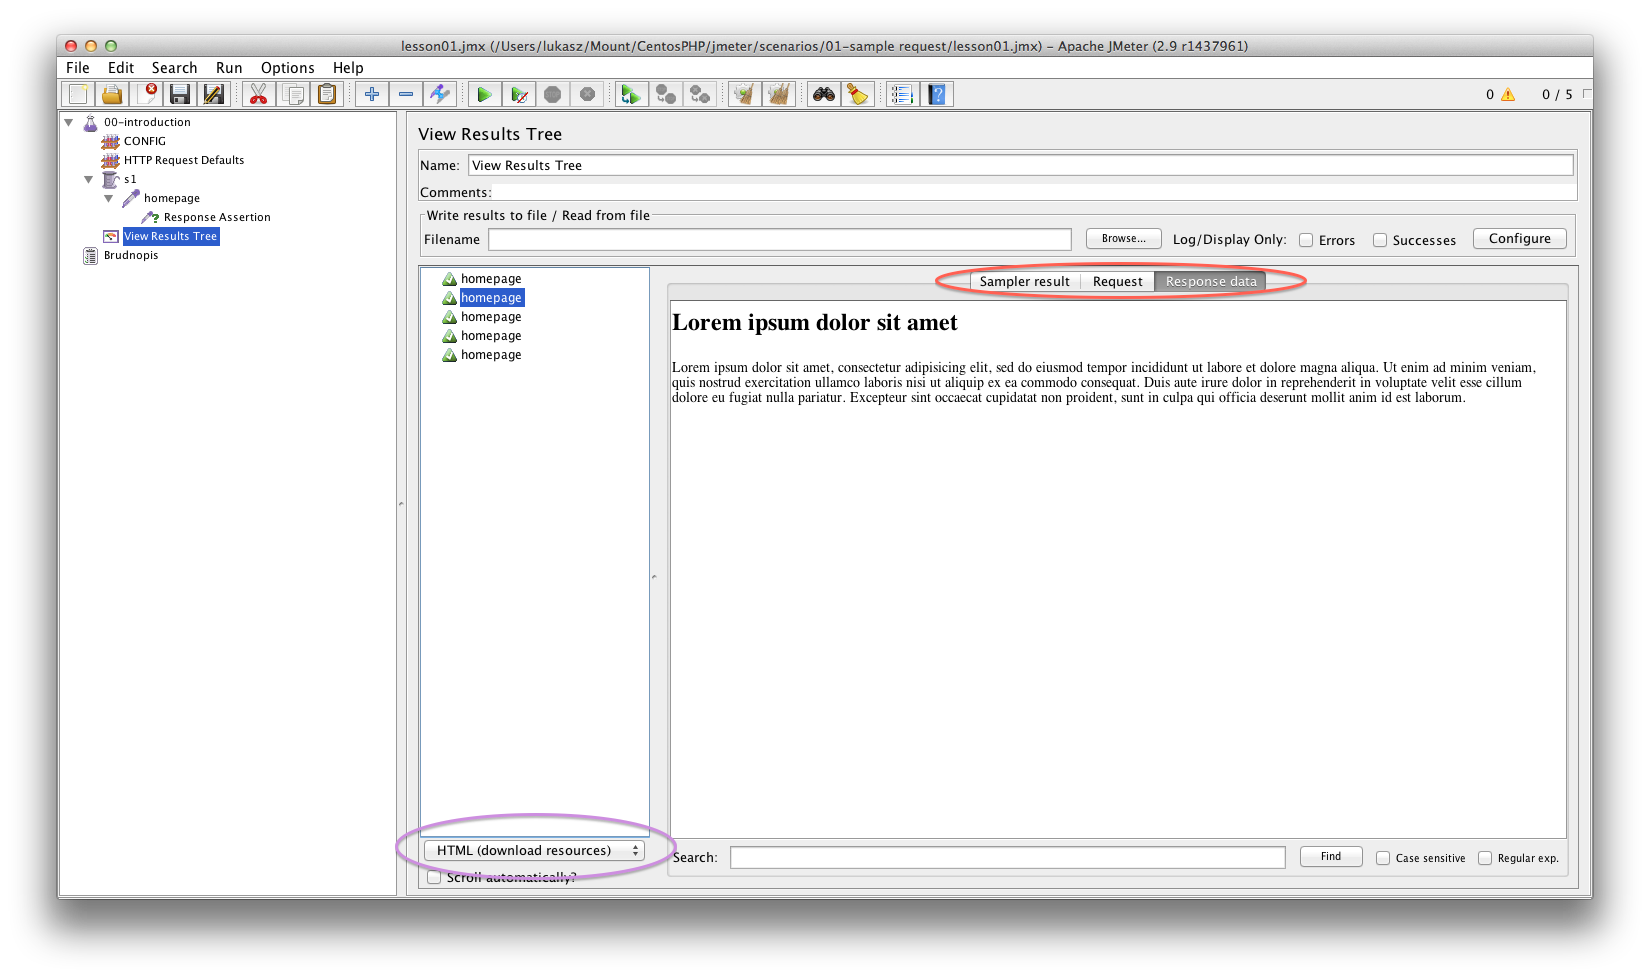 lesson01.jmx (/Users/lukasz/Mount/CentosPHP/jmeter/scenarios/01-sample request/lesson01.jmx) – Apache JMeter (2.9 r1437961)
File Edit Search Run Options Help
0 0 / 5
00-introduction
CONFIG
HTTP Request Defaults
s1
homepage
Response Assertion
View Results Tree
Brudnopis
View Results Tree
Name: View Results Tree
Comments:
Write results to file / Read from file
Filename Browse... Log/Display Only: Errors Successes Configure
homepage
homepage
homepage
homepage
homepage
HTML (download resources)
Scroll automatically?
Sampler result Request Response data
Lorem ipsum dolor sit amet
Lorem ipsum dolor sit amet, consectetur adipisicing elit, sed do eiusmod tempor incididunt ut labore et dolore magna aliqua. Ut enim ad minim veniam,
quis nostrud exercitation ullamco laboris nisi ut aliquip ex ea commodo consequat. Duis aute irure dolor in reprehenderit in voluptate velit esse cillum
dolore eu fugiat nulla pariatur. Excepteur sint occaecat cupidatat non proident, sunt in culpa qui officia deserunt mollit anim id est laborum.
Search: Find Case sensitive Regular exp.